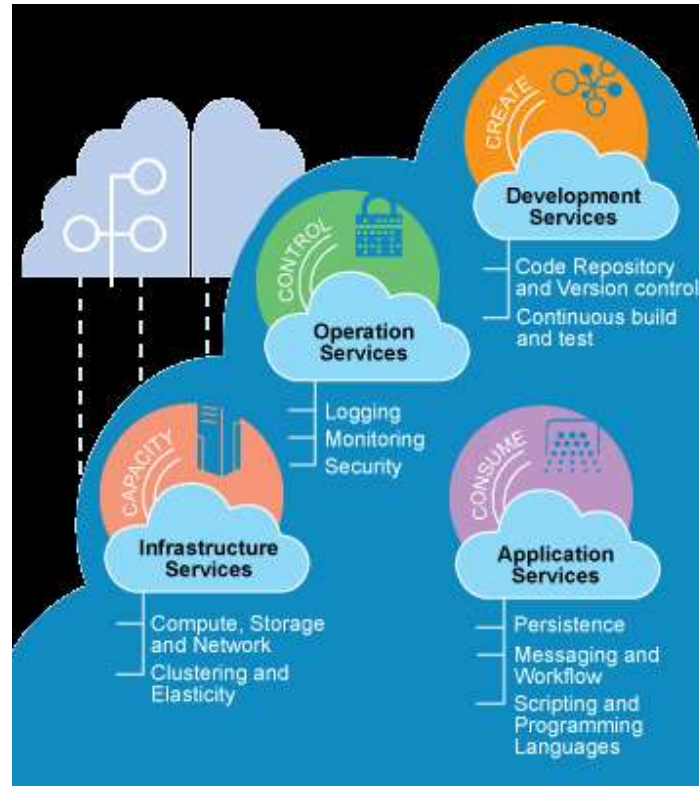 CREATE
Development
Services
Code Repository
and Version control
Continuous build
and test
CONTROL
Operation
Services
Logging
Monitoring
Security
CAPACITY
Infrastructure
Services
Compute, Storage
and Network
Clustering and
Elasticity
CONSUME
Application
Services
Persistence
Messaging and
Workflow
Scripting and
Programming
Languages